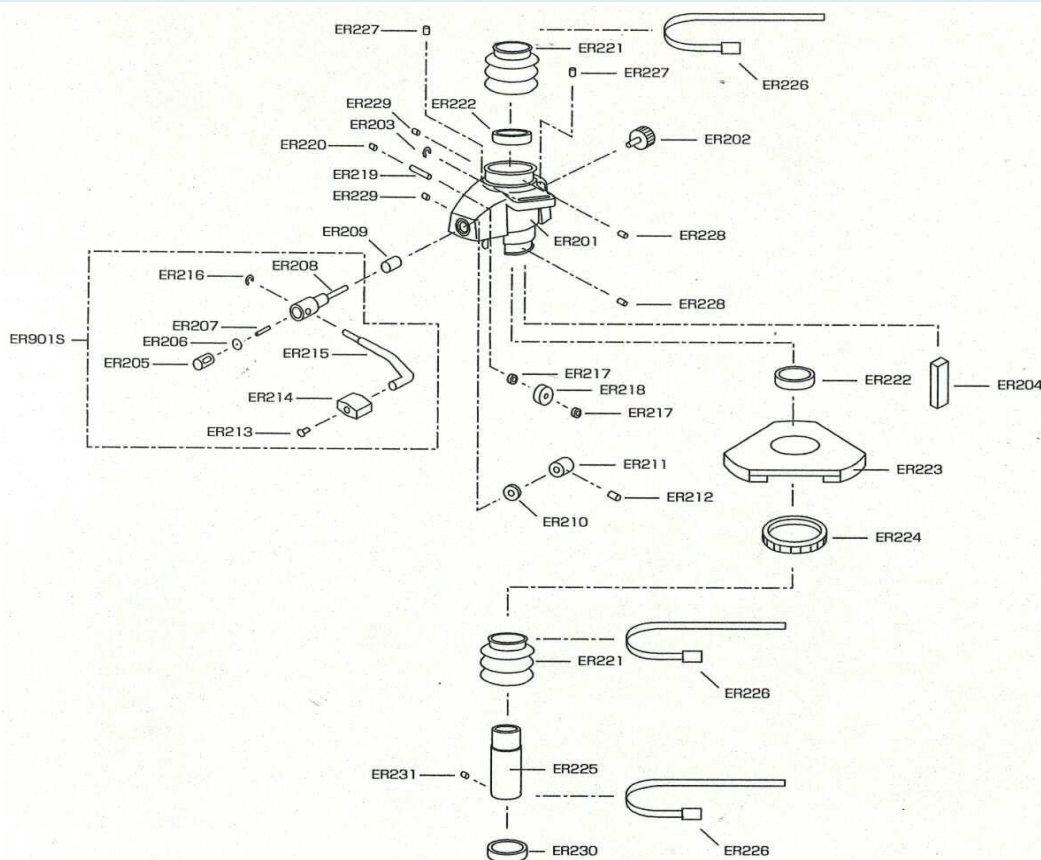 ER227
ER221
ER227
ER226
ER229
ER222
ER203
ER202
ER220
ER219
ER229
ER201
ER228
ER209
ER208
ER216
ER228
ER207
ER901S
ER206
ER215
ER205
ER217
ER222
ER218
ER204
ER214
ER217
ER213
ER211
ER223
ER212
ER210
ER224
ER221
ER226
ER231
ER225
ER230
ER226